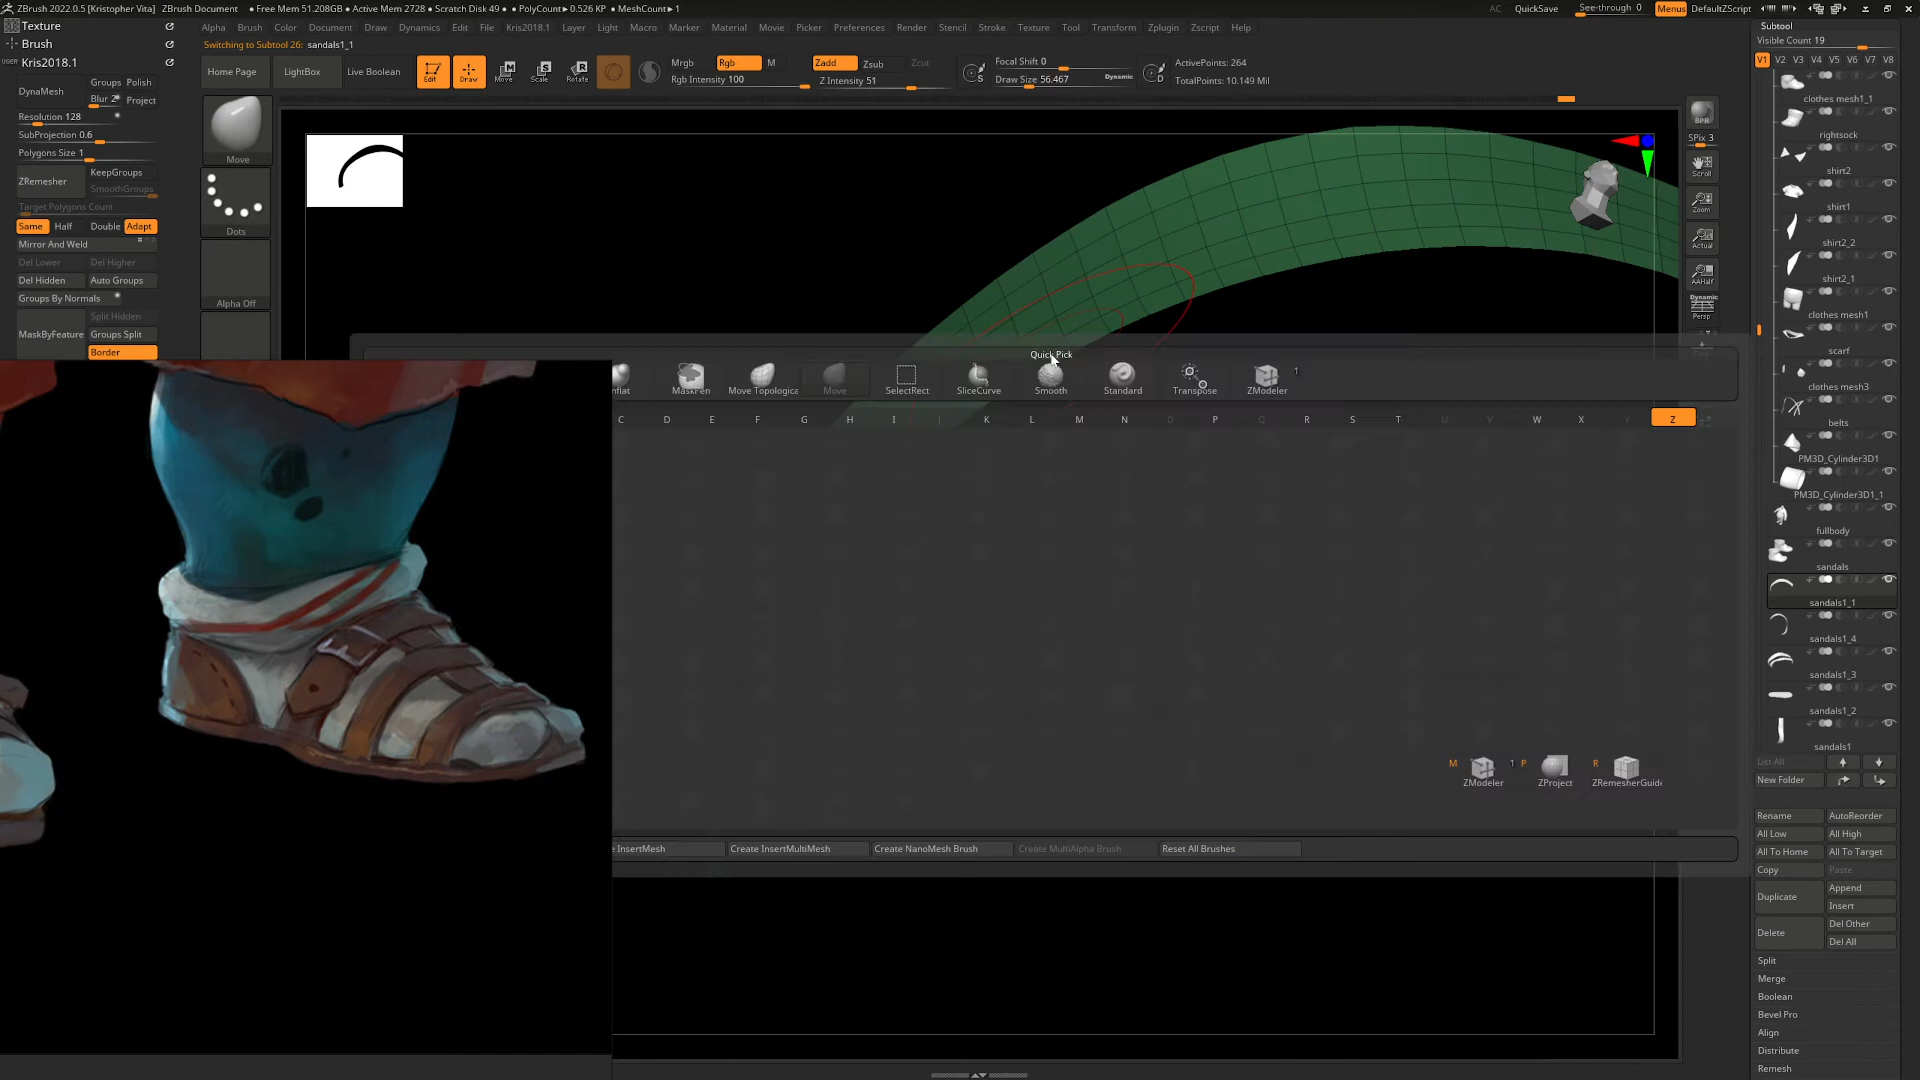 ZBrush 2022.0.5 [Kristopher Vita] ZBrush Document • Free Mem 51.208GB • Active Mem 2728 • Scratch Disk 49 • • PolyCount▸ 0.526 KP • MeshCount▸ 1
AC QuickSave See-through 0 Menus DefaultZScript
Texture
Brush
Kris2018.1
Alpha Brush Color Document Draw Dynamics Edit File Kris2018.1 Layer Light Macro Marker Material Movie Picker Preferences Render Stencil Stroke Texture Tool Transform Zplugin Zscript Help
Switching to Subtool 26: sandals1_1
Home Page LightBox Live Boolean Edit Draw Move Scale Rotate
Mrgb Rgb M
Rgb Intensity 100
Zadd Zsub Zcut
Z Intensity 51
Focal Shift 0
Draw Size 56.467 Dynamic
ActivePoints: 264
TotalPoints: 10.149 Mil
DynaMesh Groups Polish
Blur 2 Project
Resolution 128
SubProjection 0.6
Polygons Size 1
ZRemesher KeepGroups
SmoothGroups
Target Polygons Count
Same Half Double Adapt
Mirror And Weld
Del Lower Del Higher
Del Hidden Auto Groups
Groups By Normals
Split Hidden
MaskByFeature Groups Split
Border
Move
Dots
Alpha Off
BPR
SPix 3
Scroll
Zoom
Actual
AAHalf
Dynamic
Persp
Quick Pick
nflat MaskPen Move Topologica Move SelectRect SliceCurve Smooth Standard Transpose ZModeler 1
C D E F G H I J K L M N O P Q R S T U V W X Y Z
M ZModeler 1 P ZProject R ZRemesherGuide
e InsertMesh Create InsertMultiMesh Create NanoMesh Brush Create MultiAlpha Brush Reset All Brushes
Subtool
Visible Count 19
V1 V2 V3 V4 V5 V6 V7 V8
clothes mesh1_1
rightsock
shirt2
shirt1
shirt2_2
shirt2_1
clothes mesh1
scarf
clothes mesh3
belts
PM3D_Cylinder3D1
PM3D_Cylinder3D1_1
fullbody
sandals
sandals1_1
sandals1_4
sandals1_3
sandals1_2
sandals1
List All
New Folder
Rename AutoReorder
All Low All High
All To Home All To Target
Copy Paste
Duplicate Append
Insert
Delete Del Other
Del All
Split
Merge
Boolean
Bevel Pro
Align
Distribute
Remesh